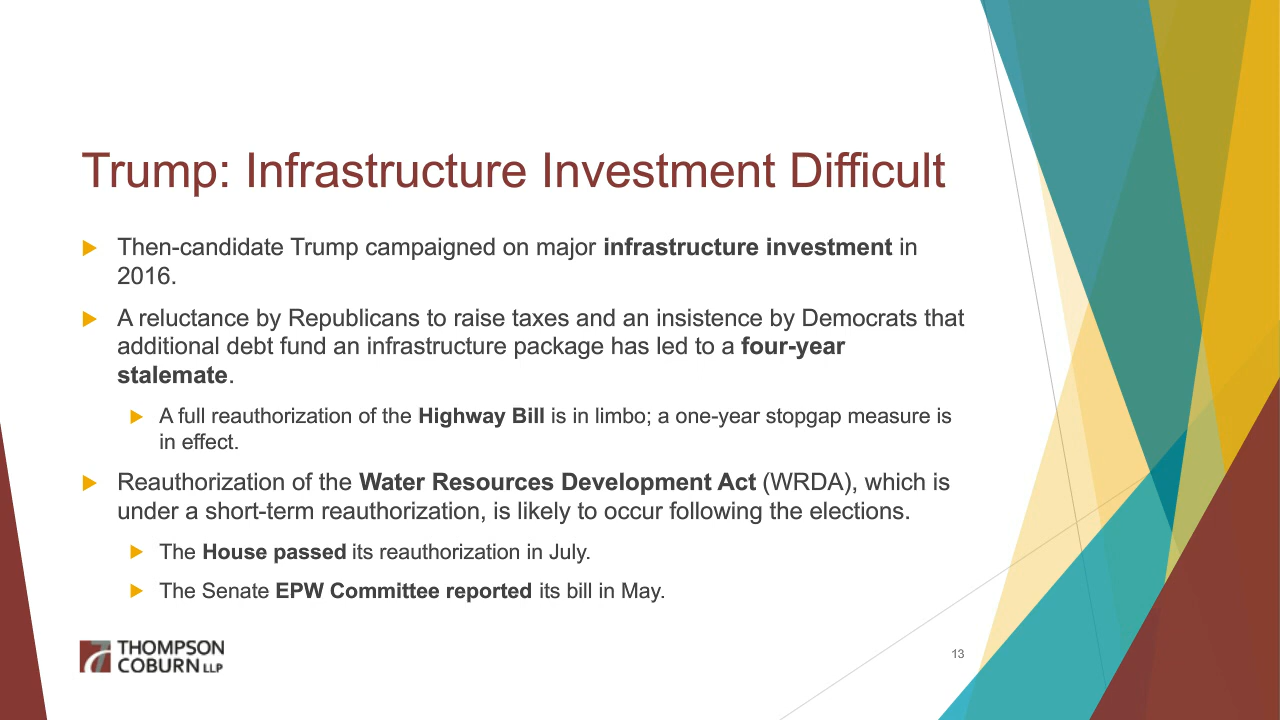 Trump: Infrastructure Investment Difficult
Then-candidate Trump campaigned on major infrastructure investment in
2016.
A reluctance by Republicans to raise taxes and an insistence by Democrats that
additional debt fund an infrastructure package has led to a four-year
stalemate.
A full reauthorization of the Highway Bill is in limbo; a one-year stopgap measure is
in effect.
Reauthorization of the Water Resources Development Act (WRDA), which is
under a short-term reauthorization, is likely to occur following the elections.
The House passed its reauthorization in July.
The Senate EPW Committee reported its bill in May.
THOMPSON
COBURN LLP
13